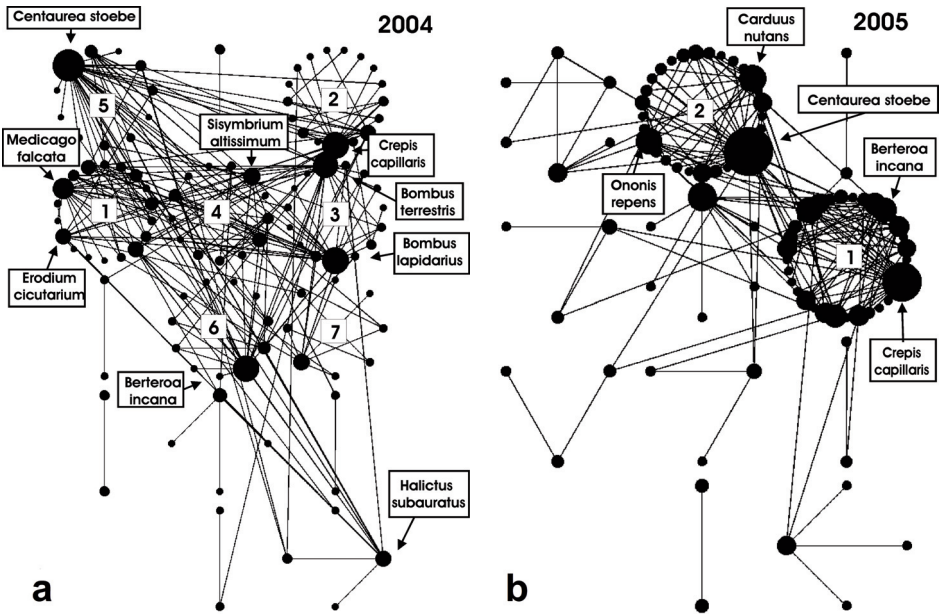 Centaurea stoebe
2004
5
2
Medicago
falcata
Sisymbrium
altissimum
Crepis
capillaris
Bombus
terrestris
1
4
3
Bombus
lapidarius
Erodium
cicutarium
6
7
Berteroa
incana
Halictus
subauratus
a
Carduus
nutans
2005
2
Centaurea stoebe
Berteroa
incana
Ononis
repens
1
Crepis
capillaris
b